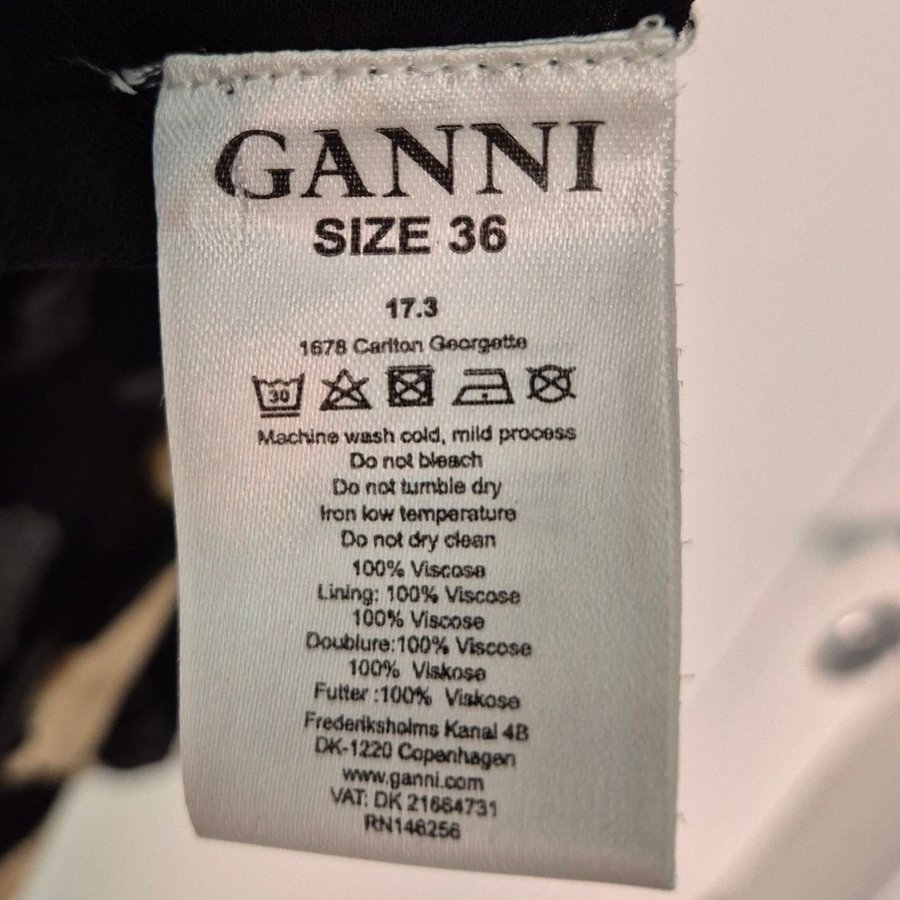 GANNI
SIZE 36
17.3
1678 Carlton Georgette
30
Machine wash cold, mild process
Do not bleach
Do not tumble dry
Iron low temperature
Do not dry clean
100% Viscose
Lining: 100% Viscose
100% Viscose
Doublure:100% Viscose
100% Viskose
Futter :100% Viskose
Frederiksholms Kanal 4B
DK-1220 Copenhagen
www.ganni.com
VAT: DK 21664731
RN146256